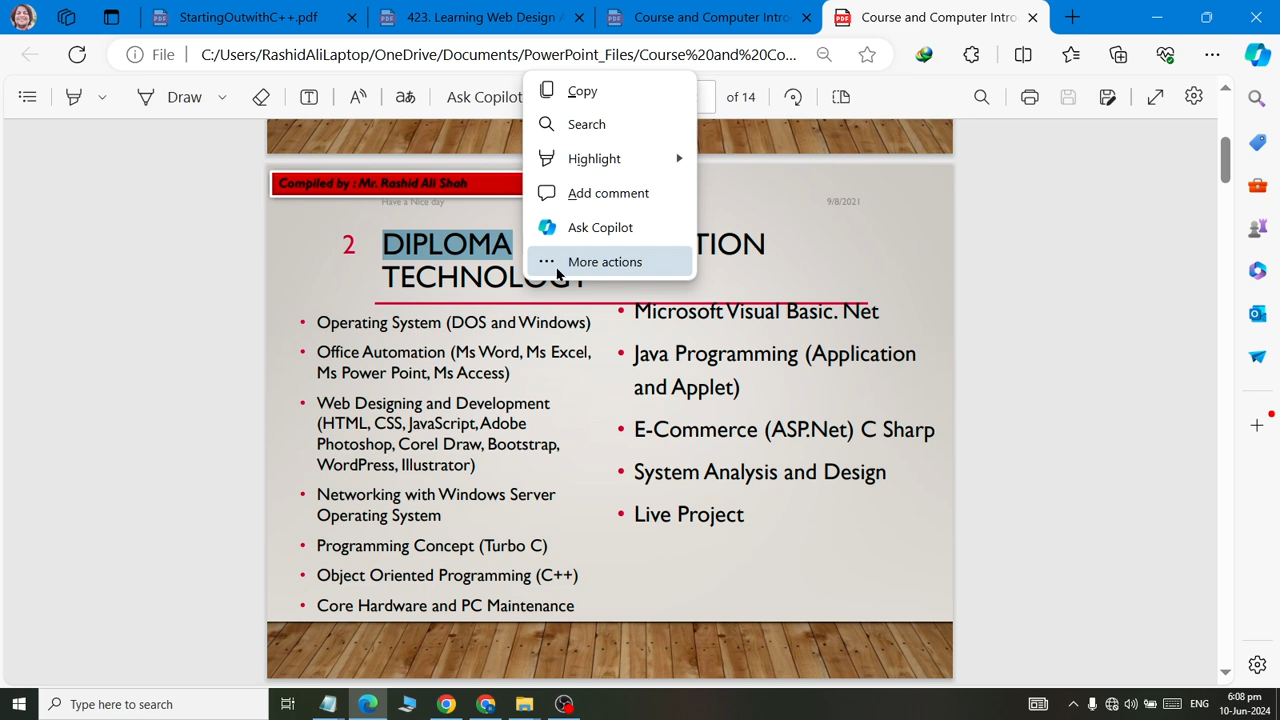 StartingOutwithC++.pdf
423. Learning Web Design A
Course and Computer Intro
Course and Computer Intro
File
C:/Users/RashidAliLaptop/OneDrive/Documents/PowerPoint_Files/Course%20and%20Co...
Draw
Ask Copilot
of 14
Copy
Search
Highlight
Add comment
Ask Copilot
More actions
Compiled by : Mr. Rashid Ali Shah
Have a Nice day
9/8/2021
2
DIPLOMA TION
TECHNOLOGY
• Operating System (DOS and Windows)
• Office Automation (Ms Word, Ms Excel,
Ms Power Point, Ms Access)
• Web Designing and Development
(HTML, CSS, JavaScript, Adobe
Photoshop, Corel Draw, Bootstrap,
WordPress, Illustrator)
• Networking with Windows Server
Operating System
• Programming Concept (Turbo C)
• Object Oriented Programming (C++)
• Core Hardware and PC Maintenance
• Microsoft Visual Basic. Net
• Java Programming (Application
and Applet)
• E-Commerce (ASP.Net) C Sharp
• System Analysis and Design
• Live Project
Type here to search
ENG
6:08 pm
10-Jun-2024